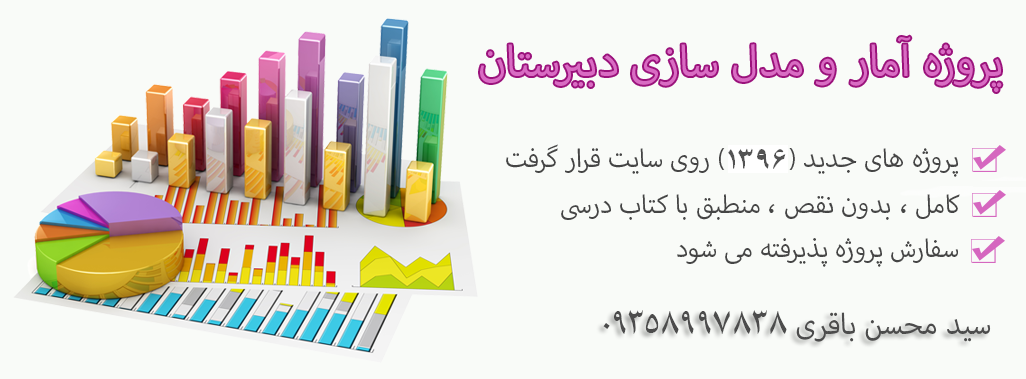 پروژه آمار و مدل سازی دبیرستان
پروژه های جدید (۱۳۹۶) روی سایت قرار گرفت
کامل ، بدون نقص ، منطبق با کتاب درسی
سفارش پروژه پذیرفته می شود
سید محسن باقری ۰۹۳۵۸۹۹۷۸۳۸